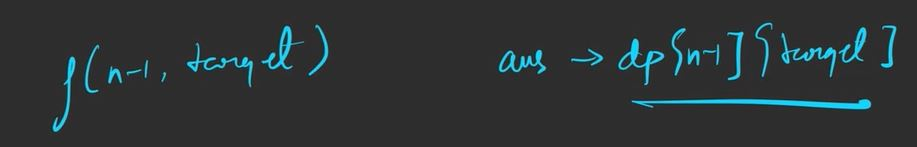 f(n-1, target)
ans → dp[n-1][target]